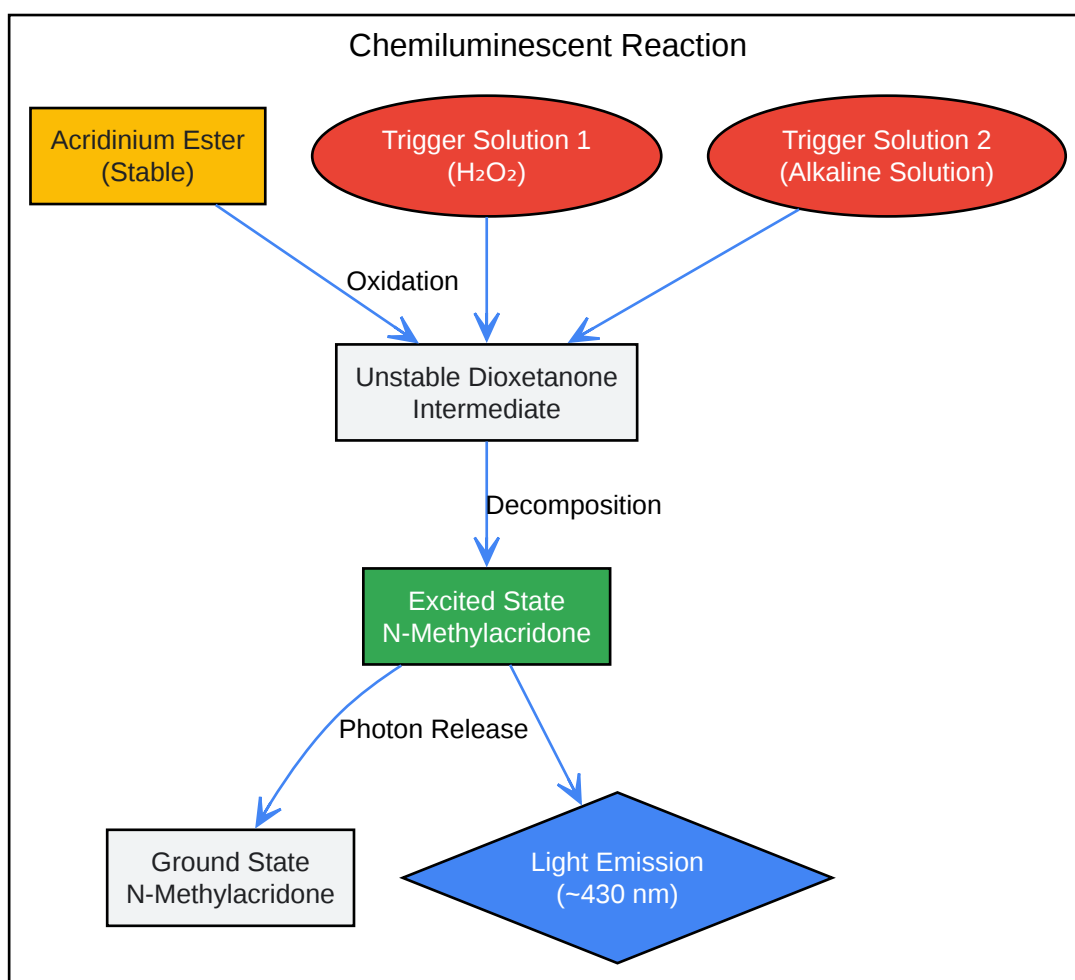 Chemiluminescent Reaction
Acridinium Ester
(Stable)
Trigger Solution 1
(H₂O₂)
Trigger Solution 2
(Alkaline Solution)
Oxidation
Unstable Dioxetanone
Intermediate
Decomposition
Excited State
N-Methylacridone
Photon Release
Ground State
N-Methylacridone
Light Emission
(~430 nm)